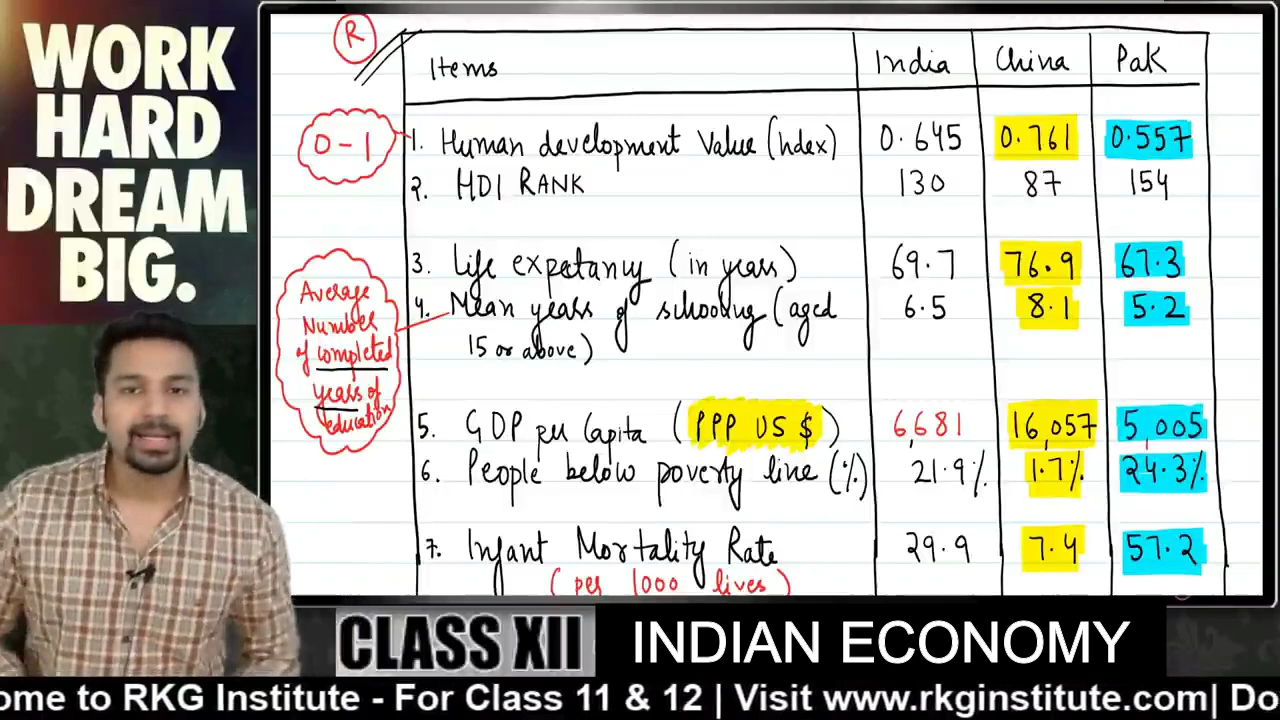 WORK
HARD
DREAM
BIG.
R
Items India China Pak
0-1
1. Human development Value (Index) 0.645 0.761 0.557
2. HDI RANK 130 87 154
3. Life expetancy (in years) 69.7 76.9 67.3
4. Mean years of schooling (aged 6.5 8.1 5.2
15 or above)
Average
Number
of completed
years of
education
5. GDP per Capita (PPP US $) 6,681 16,057 5,005
6. People below poverty line (%) 21.9% 1.7% 24.3%
7. Infant Mortality Rate 29.9 7.4 57.2
(per 1000 lives)
CLASS XII INDIAN ECONOMY
ome to RKG Institute - For Class 11 & 12 | Visit www.rkginstitute.com| Do